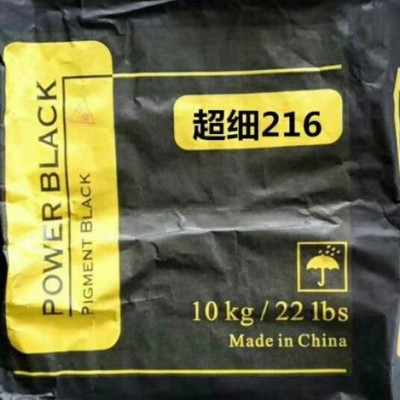 POWER BLACK
PIGMENT BLACK
超细216
10 kg / 22 lbs
Made in China